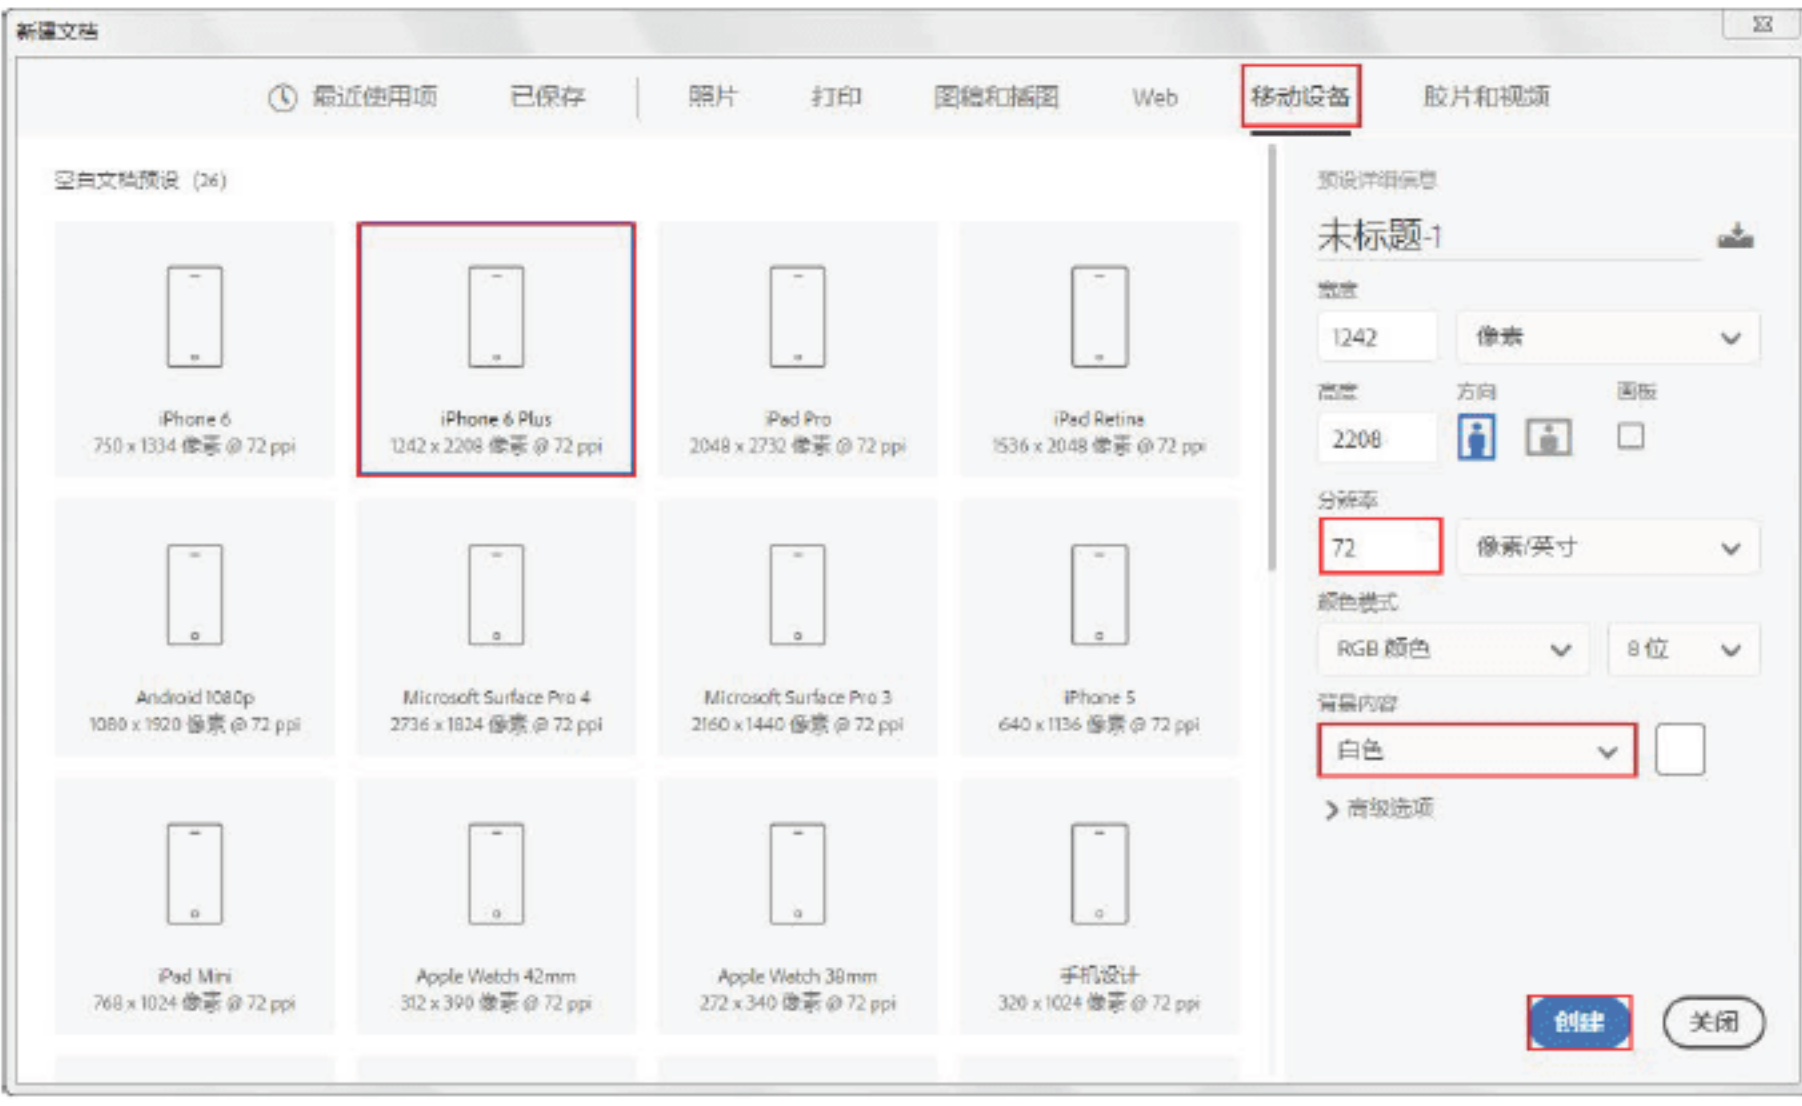 新建文档
最近使用项 已保存 照片 打印 图稿和插图 Web 移动设备 胶片和视频
空白文档预设 (26)
iPhone 6
750 x 1334 像素 @ 72 ppi
iPhone 6 Plus
1242 x 2208 像素 @ 72 ppi
iPad Pro
2048 x 2732 像素 @ 72 ppi
iPad Retina
1536 x 2048 像素 @ 72 ppi
Android 1080p
1080 x 1920 像素 @ 72 ppi
Microsoft Surface Pro 4
2736 x 1824 像素 @ 72 ppi
Microsoft Surface Pro 3
2160 x 1440 像素 @ 72 ppi
iPhone 5
640 x 1136 像素 @ 72 ppi
iPad Mini
768 x 1024 像素 @ 72 ppi
Apple Watch 42mm
312 x 390 像素 @ 72 ppi
Apple Watch 38mm
272 x 340 像素 @ 72 ppi
手机设计
320 x 1024 像素 @ 72 ppi
预设详细信息
未标题-1
宽度
1242 像素
高度 方向 画板
2208
分辨率
72 像素/英寸
颜色模式
RGB 颜色 8 位
背景内容
白色
高级选项
创建 关闭